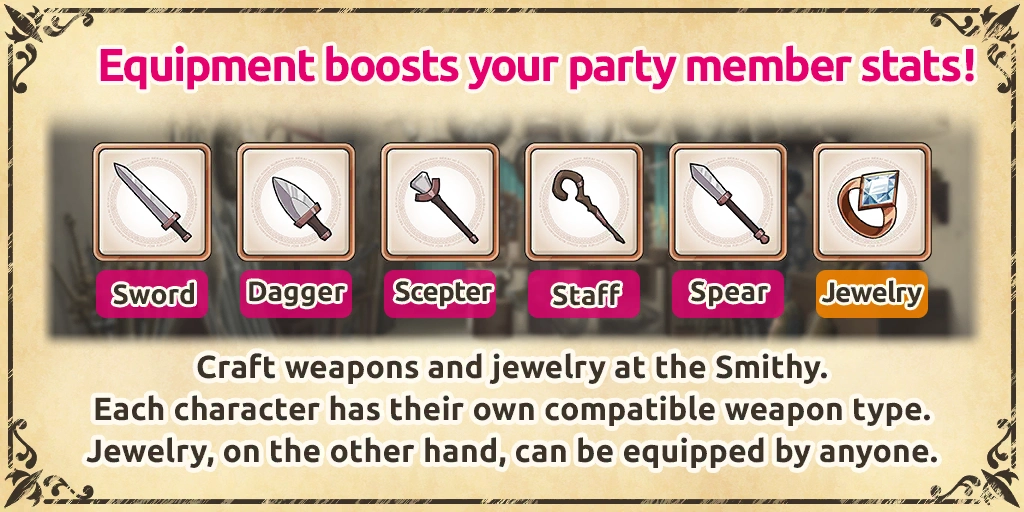 Equipment boosts your party member stats!
Sword Dagger Scepter Staff Spear Jewelry
Craft weapons and jewelry at the Smithy.
Each character has their own compatible weapon type.
Jewelry, on the other hand, can be equipped by anyone.